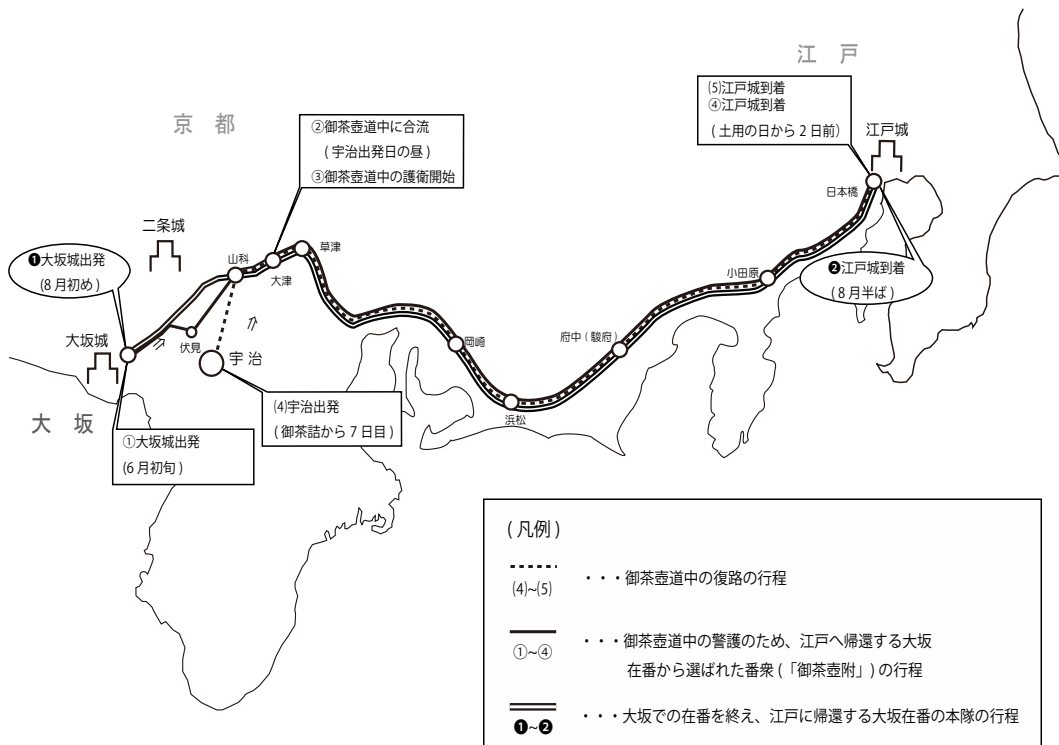 江 戸
⑸江戸城到着
④江戸城到着
( 土用の日から 2 日前)
江戸城
京 都
②御茶壺道中に合流
( 宇治出発日の昼 )
③御茶壺道中の護衛開始
日本橋
二条城
❶大坂城出発
(8 月初め )
山科
草津
大津
小田原
❷江戸城到着
( 8 月半ば )
大坂城
伏見
宇 治
岡崎
府中 ( 駿府 )
浜松
大 坂
⑷宇治出発
( 御茶詰から 7 日目 )
①大坂城出発
(6 月初旬 )
( 凡例 )
⑷~⑸ ・・・御茶壺道中の復路の行程
①~④ ・・・御茶壺道中の警護のため、江戸へ帰還する大坂
在番から選ばれた番衆 (「御茶壺附」) の行程
❶~❷ ・・・大坂での在番を終え、江戸に帰還する大坂在番の本隊の行程